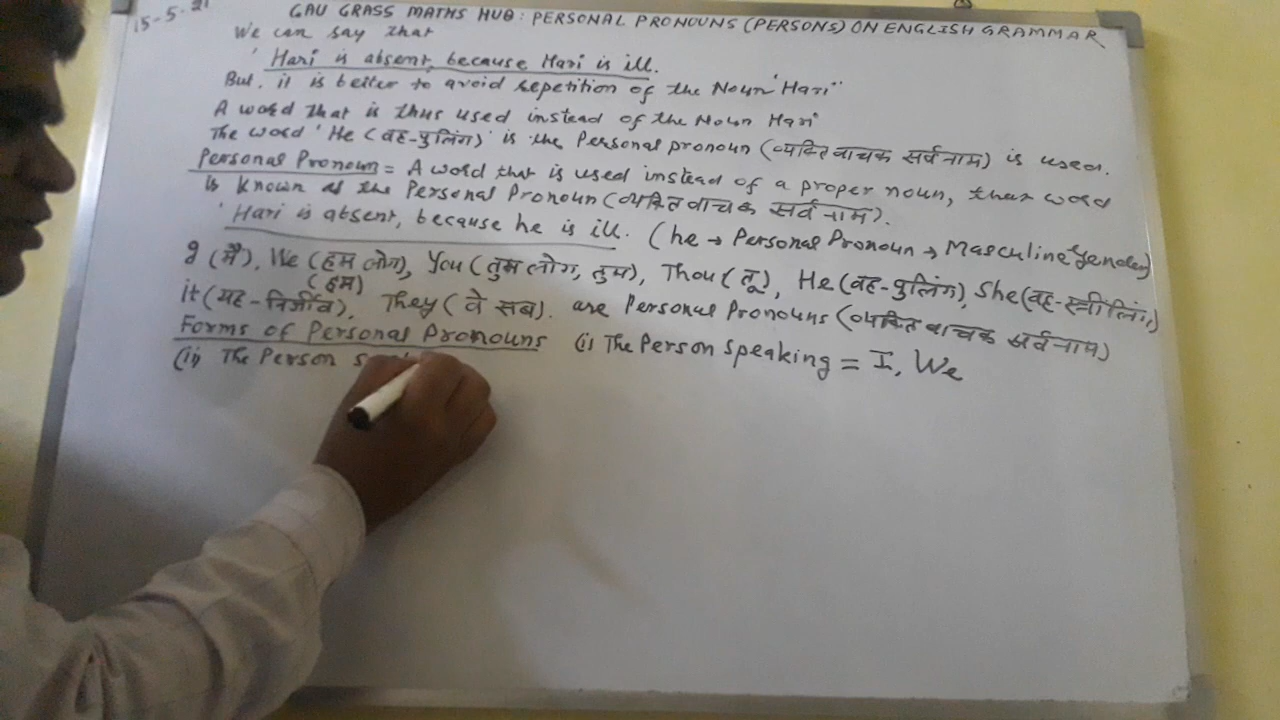 15-5-21
GAU GRASS MATHS HUB: PERSONAL PRONOUNS (PERSONS) ON ENGLISH GRAMMAR
We can say that
' Hari is absent, because Hari is ill.
But, it is better to avoid repetition of the Noun 'Hari"
A word that is thus used instead of the Noun Hari'
The word 'He (वह-पुलिंग)' is the Personal pronoun (व्यक्तिवाचक सर्वनाम) is used.
Personal Pronoun = A word that is used instead of a proper noun, that word
is known as the Personal Pronoun (व्यक्तिवाचक सर्वनाम).
'Hari is absent, because he is ill. (he → Personal Pronoun → Masculine Gender)
I (मैं), We (हम लोग), You (तुम लोग, तुम), Thou (तू), He (वह-पुलिंग), She (वह-स्त्रीलिंग)
(हम)
it (यह-निर्जीव), They (वे सब). are Personal Pronouns (व्यक्तिवाचक सर्वनाम)
Forms of Personal Pronouns (i) The Person Speaking = I, We
(ii) The Person